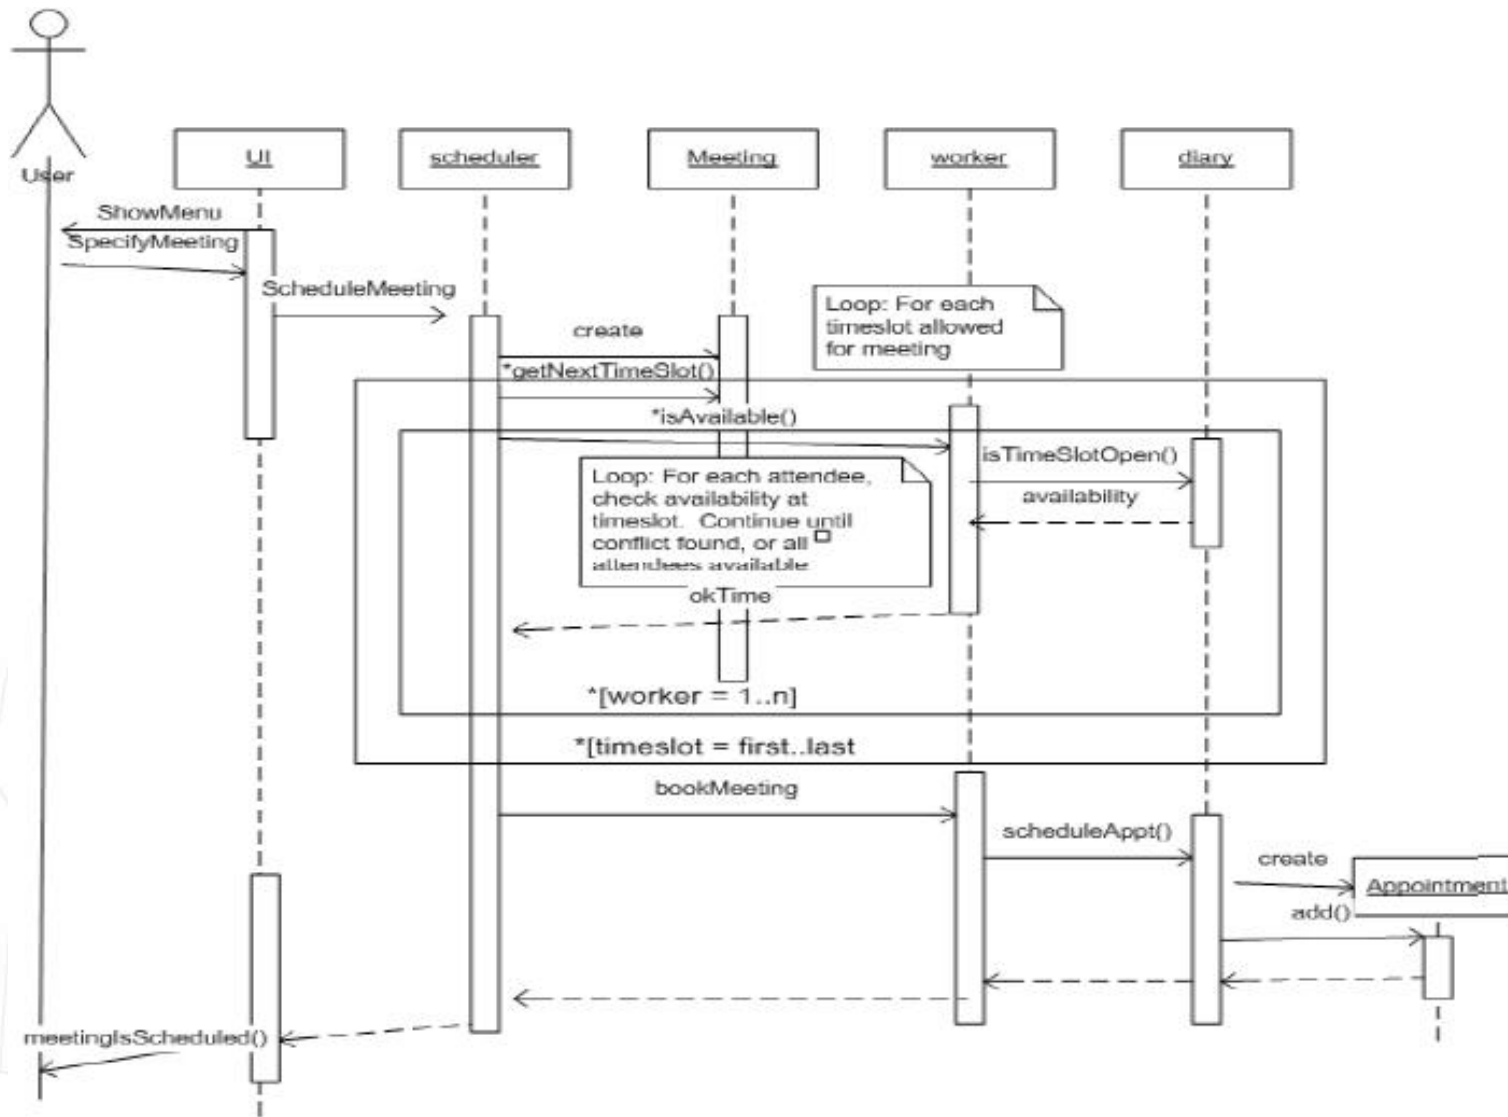 User
UI
scheduler
Meeting
worker
diary
ShowMenu
SpecifyMeeting
ScheduleMeeting
Loop: For each
timeslot allowed
for meeting
create
*getNextTimeSlot()
*isAvailable()
isTimeSlotOpen()
availability
Loop: For each attendee,
check availability at
timeslot. Continue until
conflict found, or all
attendees available
okTime
*[worker = 1..n]
*[timeslot = first..last
bookMeeting
scheduleAppt()
create
Appointment
add()
meetingIsScheduled()